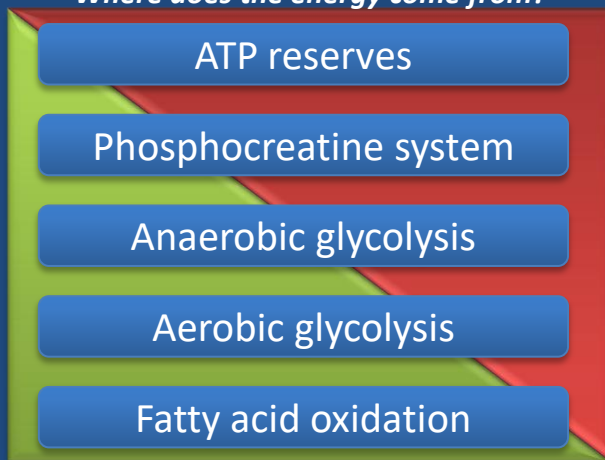 Where does the energy come from?
ATP reserves
Phosphocreatine system
Anaerobic glycolysis
Aerobic glycolysis
Fatty acid oxidation